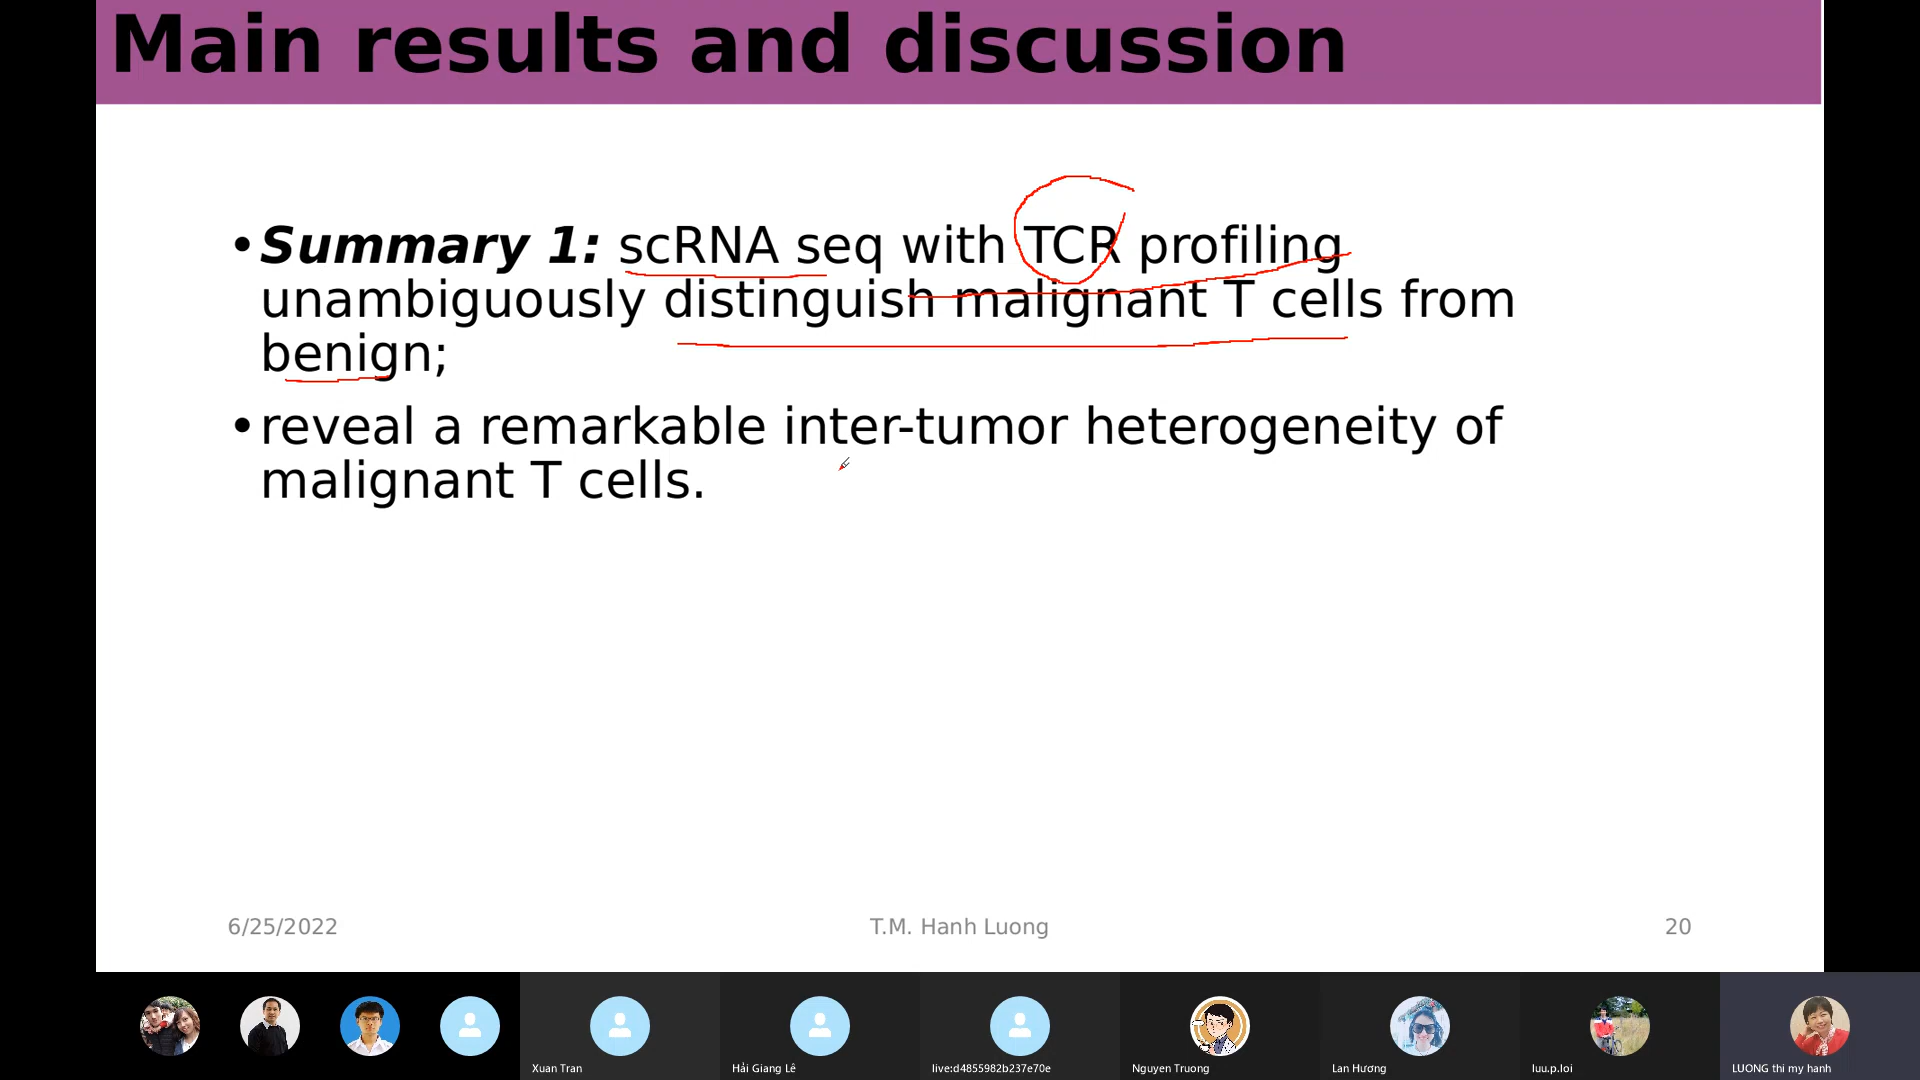 Main results and discussion
•Summary 1: scRNA seq with TCR profiling
unambiguously distinguish malignant T cells from
benign;
•reveal a remarkable inter-tumor heterogeneity of
malignant T cells.
6/25/2022 T.M. Hanh Luong 20
Xuan Tran Hải Giang Lê live:d4855982b237e70e Nguyen Truong Lan Hương luu.p.loi LUONG thi my hanh